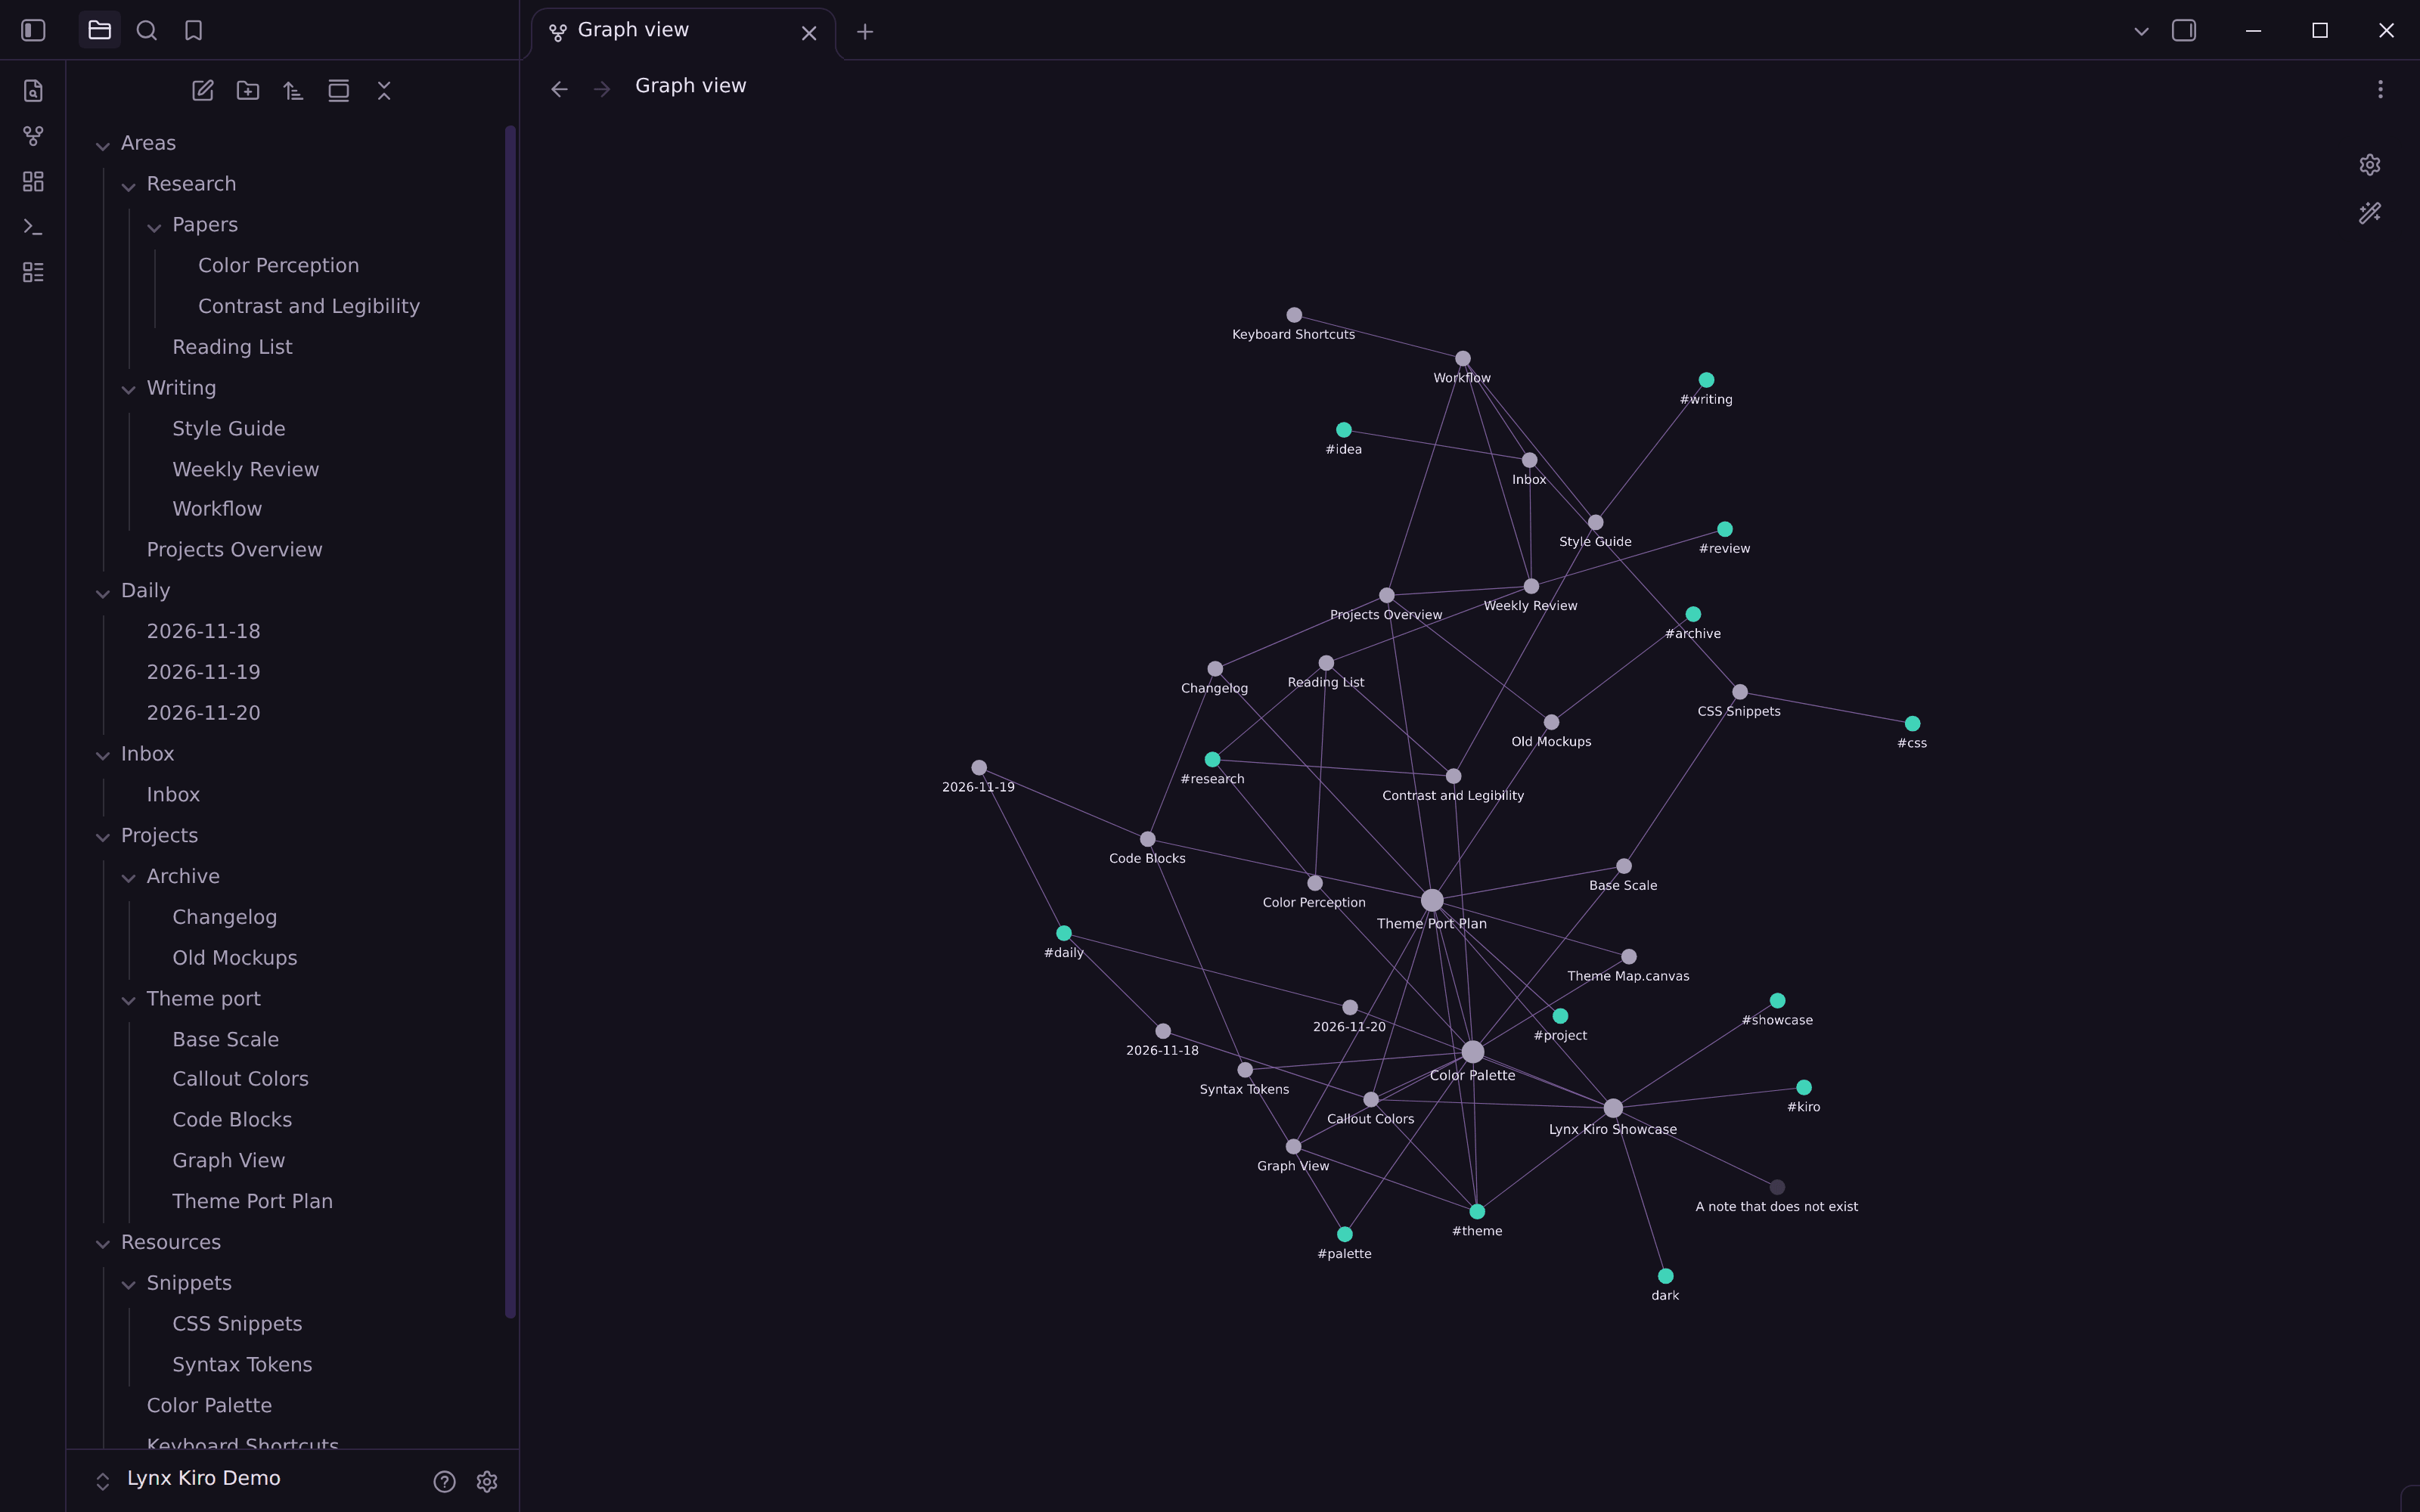 Graph view
Graph view
Areas
Research
Papers
Color Perception
Contrast and Legibility
Reading List
Writing
Style Guide
Weekly Review
Workflow
Projects Overview
Daily
2026-11-18
2026-11-19
2026-11-20
Inbox
Inbox
Projects
Archive
Changelog
Old Mockups
Theme port
Base Scale
Callout Colors
Code Blocks
Graph View
Theme Port Plan
Resources
Snippets
CSS Snippets
Syntax Tokens
Color Palette
Keyboard Shortcuts
Lynx Kiro Demo
Keyboard Shortcuts
Workflow
#writing
#idea
Inbox
Style Guide
#review
Weekly Review
Projects Overview
#archive
Reading List
Changelog
CSS Snippets
Old Mockups
#css
#research
2026-11-19
Contrast and Legibility
Code Blocks
Base Scale
Color Perception
Theme Port Plan
#daily
Theme Map.canvas
#showcase
2026-11-20
#project
2026-11-18
Color Palette
Syntax Tokens
#kiro
Callout Colors
Lynx Kiro Showcase
Graph View
A note that does not exist
#theme
#palette
dark